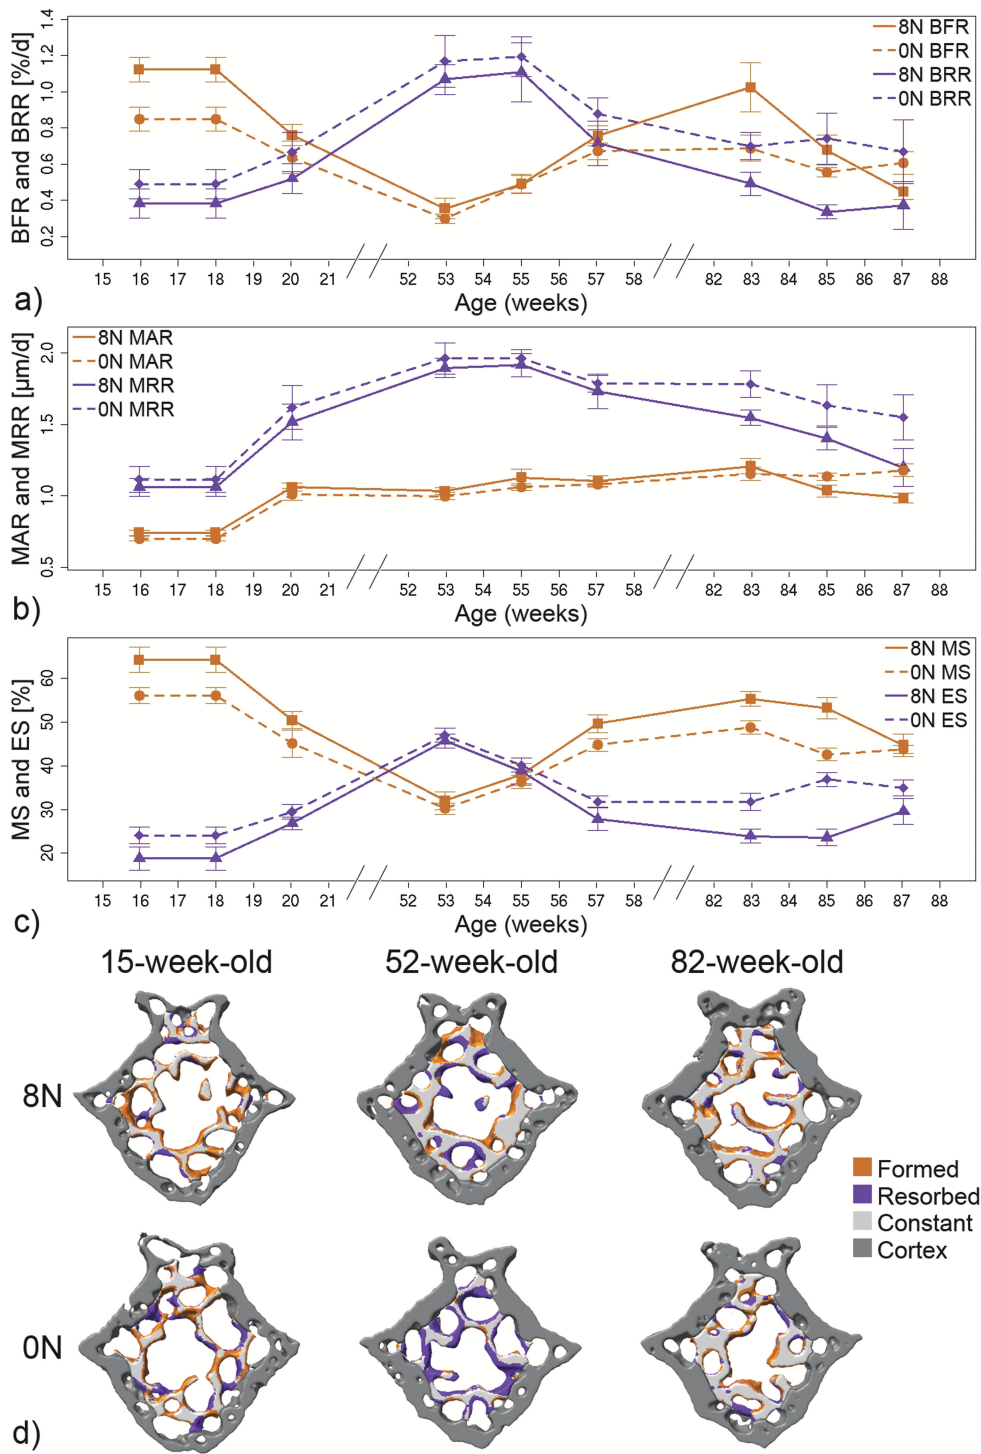 8N BFR
0N BFR
8N BRR
0N BRR
BFR and BRR [%/d]
0.2 0.4 0.6 0.8 1.0 1.2 1.4
15 16 17 18 19 20 21 52 53 54 55 56 57 58 82 83 84 85 86 87 88
a)
Age (weeks)
8N MAR
0N MAR
8N MRR
0N MRR
MAR and MRR [µm/d]
0.5 1.0 1.5 2.0
15 16 17 18 19 20 21 52 53 54 55 56 57 58 82 83 84 85 86 87 88
b)
Age (weeks)
8N MS
0N MS
8N ES
0N ES
MS and ES [%]
20 30 40 50 60
15 16 17 18 19 20 21 52 53 54 55 56 57 58 82 83 84 85 86 87 88
c)
Age (weeks)
15-week-old 52-week-old 82-week-old
8N
Formed
Resorbed
Constant
Cortex
0N
d)